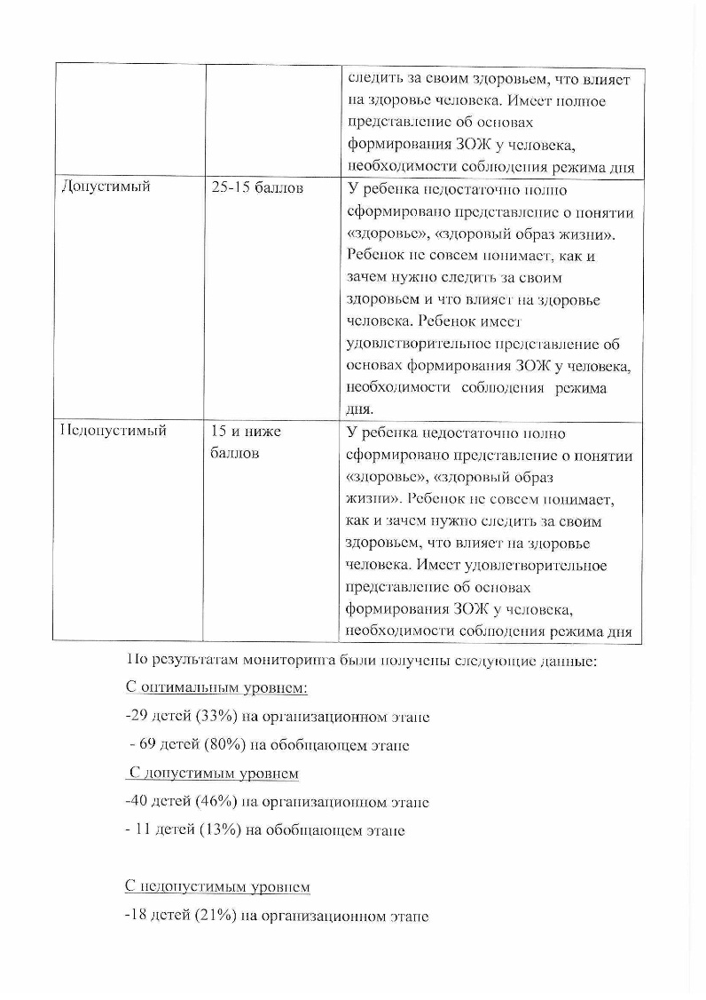 следить за своим здоровьем, что влияет
на здоровье человека. Имеет полное
представление об основах
формирования ЗОЖ у человека,
необходимости соблюдения режима дня
Допустимый
25-15 баллов
У ребенка недостаточно полно
сформировано представление о понятии
«здоровье», «здоровый образ жизни».
Ребенок не совсем понимает, как и
зачем нужно следить за своим
здоровьем и что влияет на здоровье
человека. Ребенок имеет
удовлетворительное представление об
основах формирования ЗОЖ у человека,
необходимости соблюдения режима
дня.
Недопустимый
15 и ниже
баллов
У ребенка недостаточно полно
сформировано представление о понятии
«здоровье», «здоровый образ
жизни». Ребенок не совсем понимает,
как и зачем нужно следить за своим
здоровьем, что влияет на здоровье
человека. Имеет удовлетворительное
представление об основах
формирования ЗОЖ у человека,
необходимости соблюдения режима дня
По результатам мониторинга были получены следующие данные:
С оптимальным уровнем:
-29 детей (33%) на организационном этапе
- 69 детей (80%) на обобщающем этапе
С допустимым уровнем
-40 детей (46%) на организационном этапе
- 11 детей (13%) на обобщающем этапе
С недопустимым уровнем
-18 детей (21%) на организационном этапе